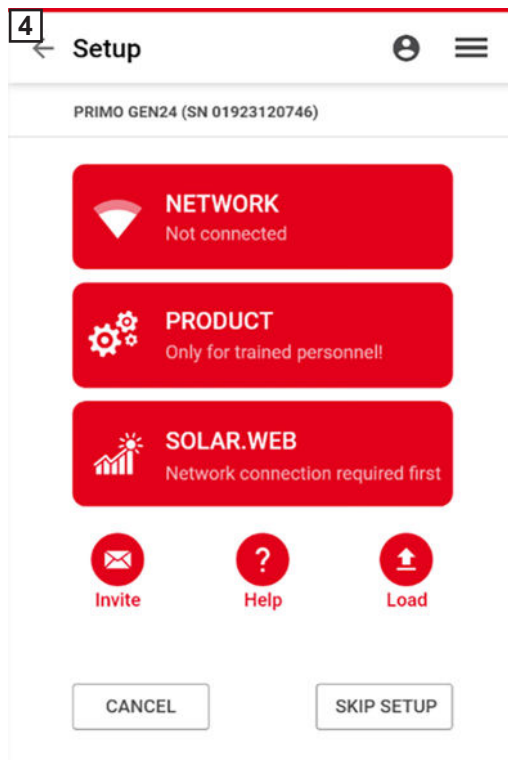 4
Setup
PRIMO GEN24 (SN 01923120746)
NETWORK
Not connected
PRODUCT
Only for trained personnel!
SOLAR.WEB
Network connection required first
?
Invite Help Load
CANCEL SKIP SETUP